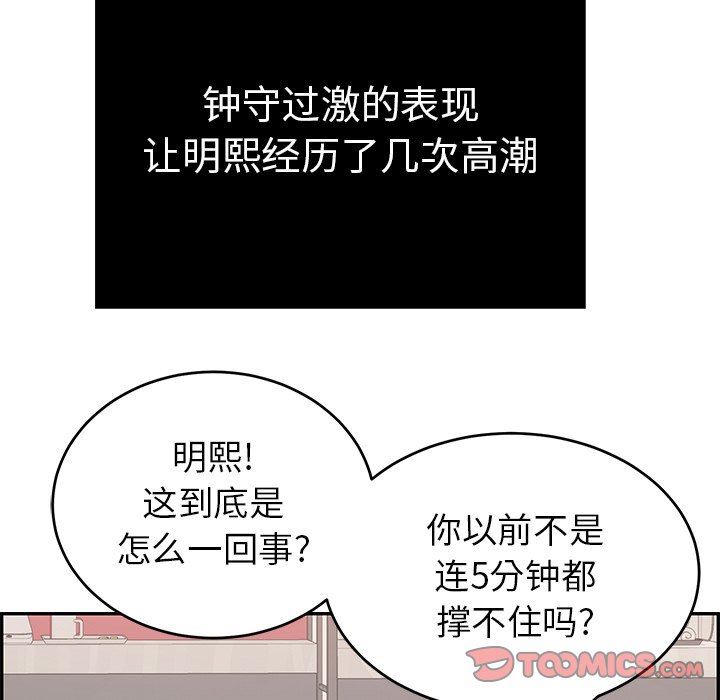 钟守过激的表现
让明熙经历了几次高潮
明熙!
这到底是
怎么一回事?
你以前不是
连5分钟都
撑不住吗?
TOOMICS.COM